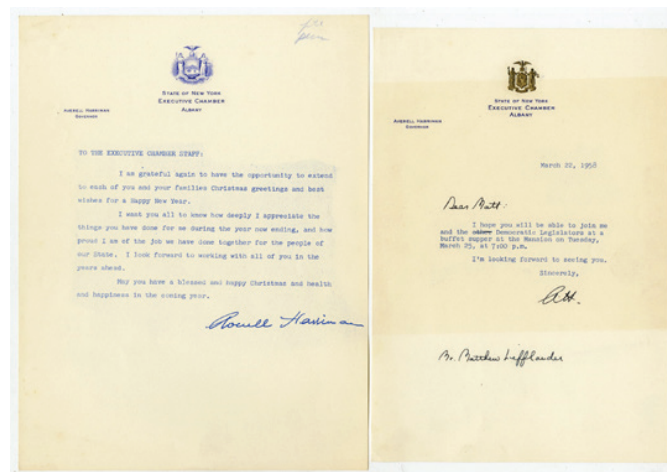 STATE OF NEW YORK
EXECUTIVE CHAMBER
ALBANY
AVERELL HARRIMAN
GOVERNOR
TO THE EXECUTIVE CHAMBER STAFF:
I am grateful again to have the opportunity to extend
to each of you and your families Christmas greetings and best
wishes for a Happy New Year.
I want you all to know how deeply I appreciate the
things you have done for me during the year now ending, and how
proud I am of the job we have done together for the people of
our State. I look forward to working with all of you in the
years ahead.
May you have a blessed and happy Christmas and health
and happiness in the coming year.
Averell Harriman
STATE OF NEW YORK
EXECUTIVE CHAMBER
ALBANY
AVERELL HARRIMAN
GOVERNOR
March 22, 1958
Dear Matt:
I hope you will be able to join me
and the other Democratic Legislators at a
buffet supper at the Mansion on Tuesday,
March 25, at 7:00 p.m.
I'm looking forward to seeing you.
Sincerely,
AH.
Mr. Matthew Lifflander